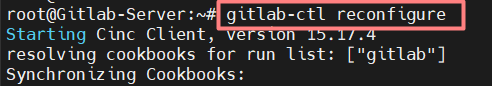 root@Gitlab-Server:~# gitlab-ctl reconfigure
Starting Cinc Client, version 15.17.4
resolving cookbooks for run list: ["gitlab"]
Synchronizing Cookbooks: